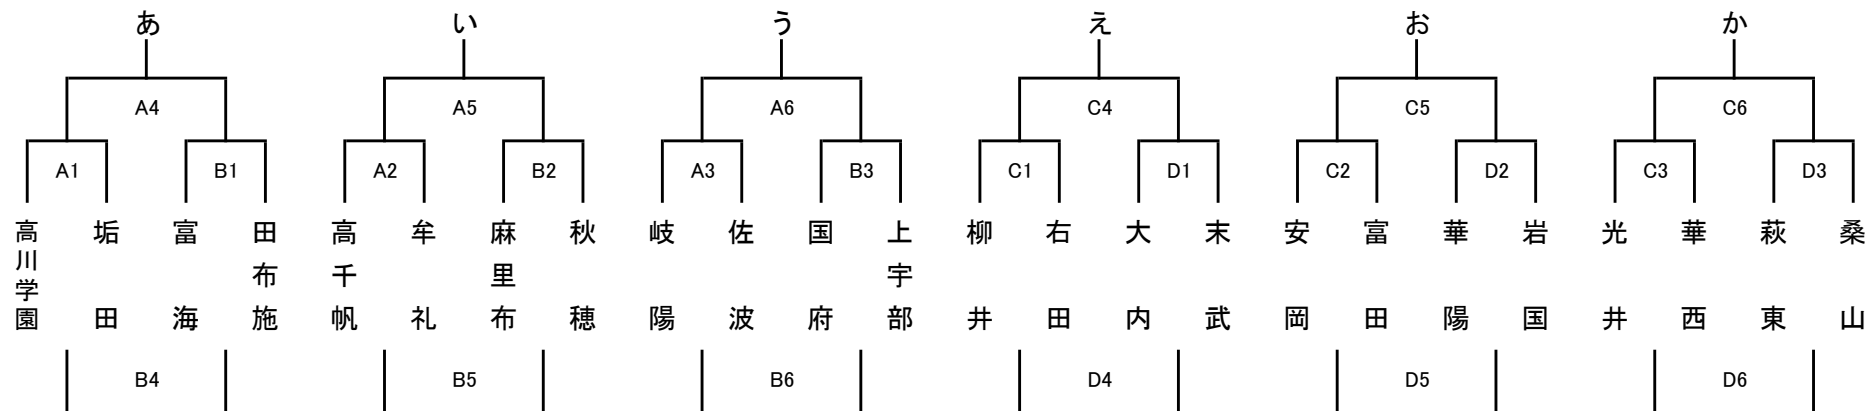 あ い う え お か
A4 A5 A6 C4 C5 C6
A1 B1 A2 B2 A3 B3 C1 D1 C2 D2 C3 D3
高川学園 垢田 富海 田布施 高千帆 牟礼 麻里布 秋穂 岐陽 佐波 国府 上宇部 柳井 右田 大内 末武 安岡 富田 華陽 岩国 光井 華西 萩東 桑山
B4 B5 B6 D4 D5 D6